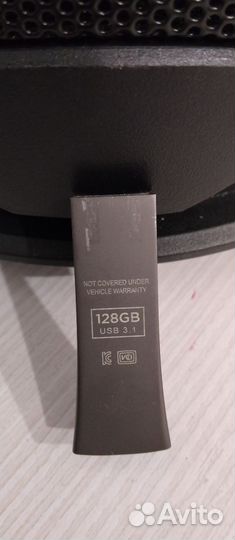 NOT COVERED UNDER
VEHICLE WARRANTY
128GB
USB 3.1
Avito